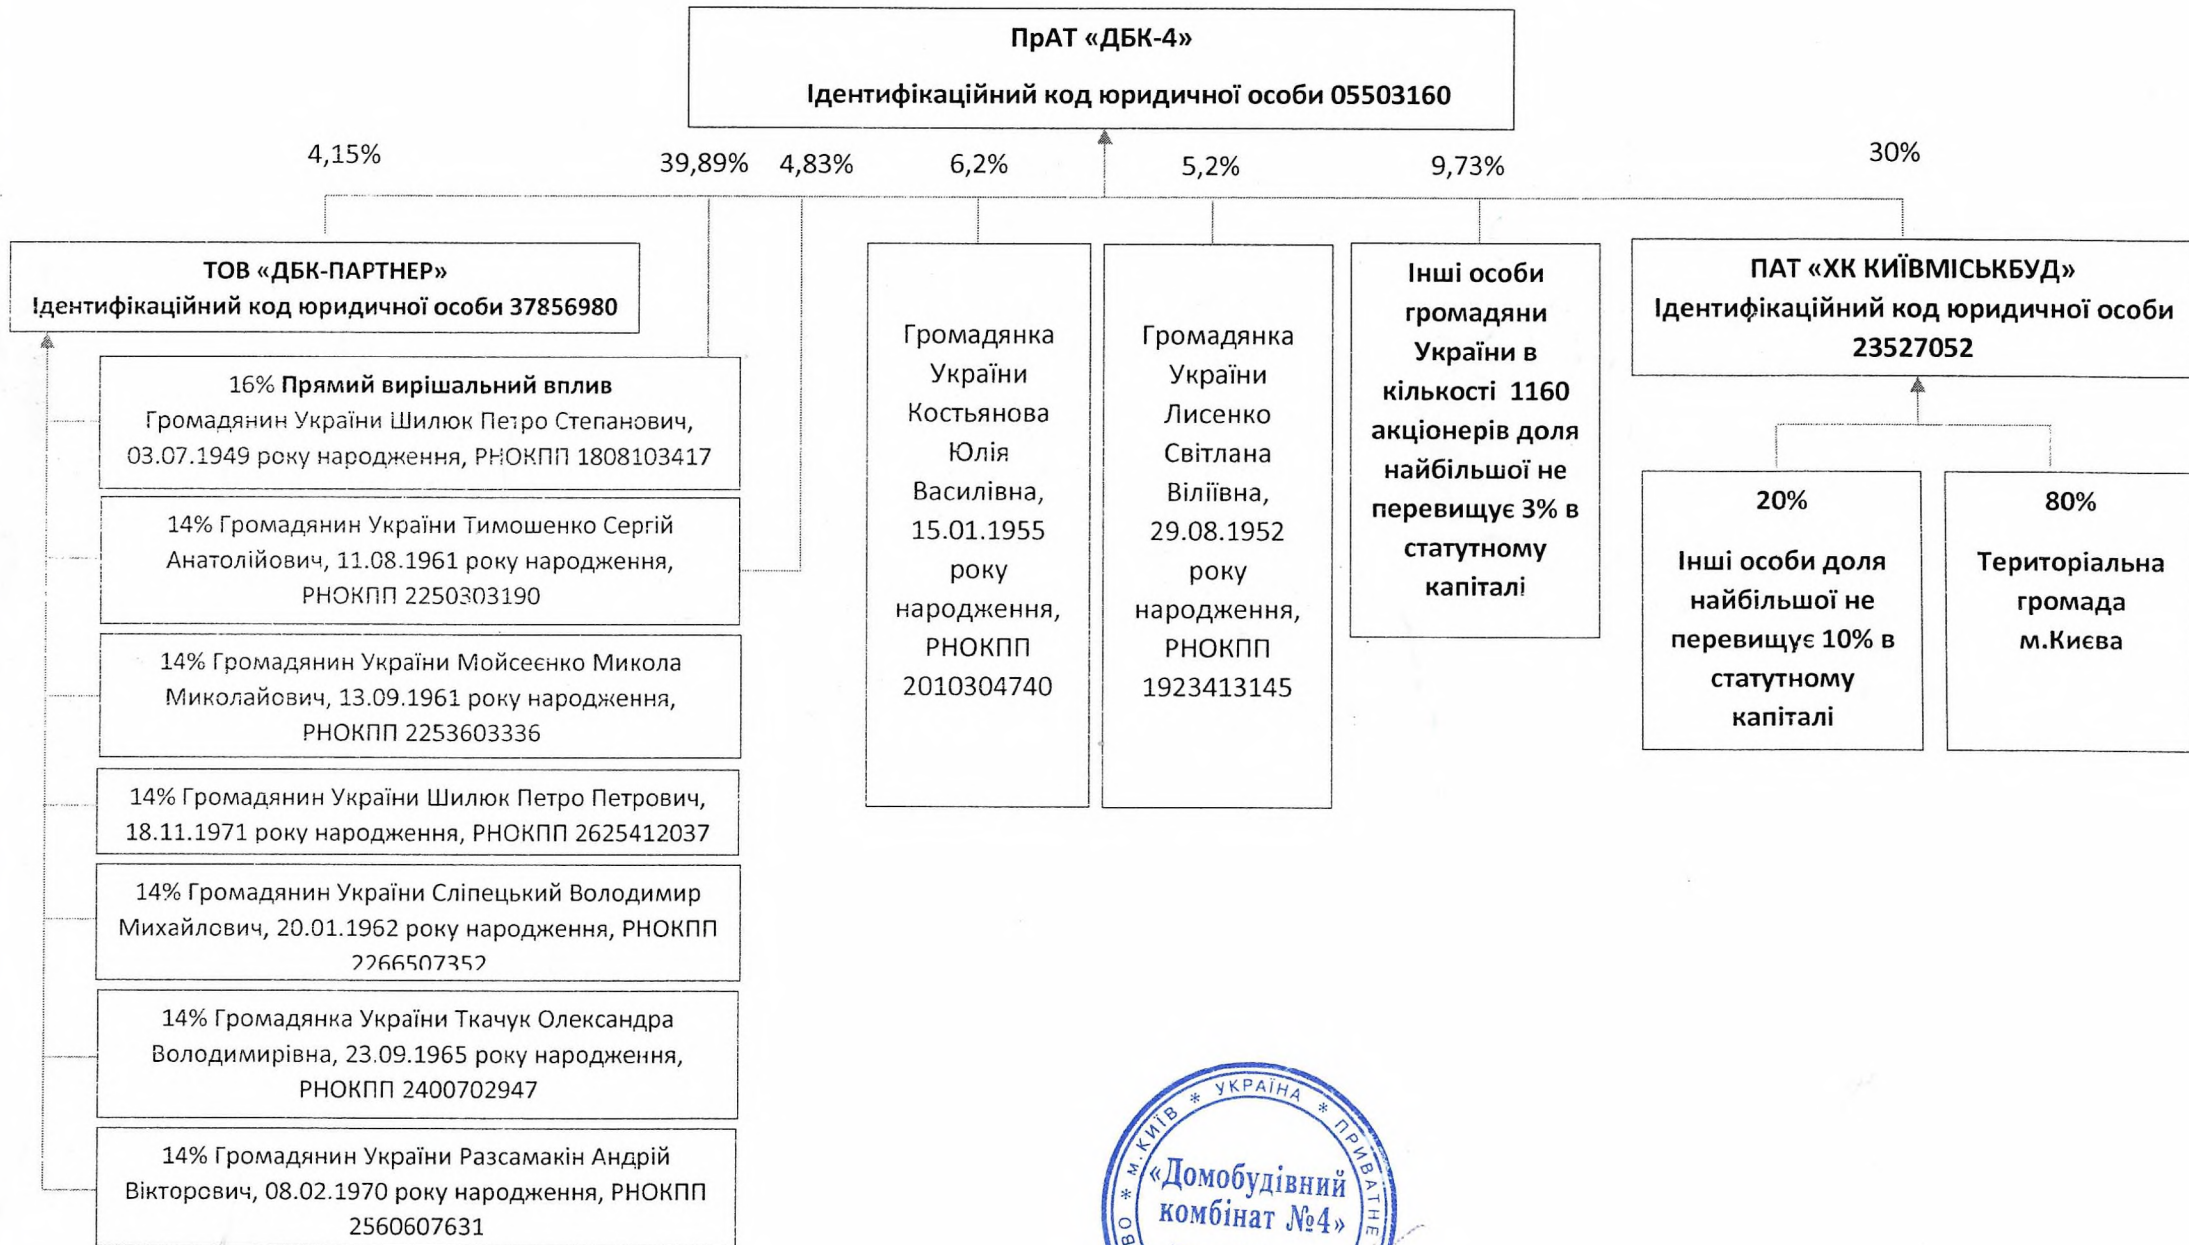 ПрАТ «ДБК-4»
Ідентифікаційний код юридичної особи 05503160
4,15%
39,89%
4,83%
6,2%
5,2%
9,73%
30%
ТОВ «ДБК-ПАРТНЕР»
Ідентифікаційний код юридичної особи 37856980
16% Прямий вирішальний вплив
Громадянин України Шилюк Петро Степанович,
03.07.1949 року народження, РНОКПП 1808103417
14% Громадянин України Тимошенко Сергій
Анатолійович, 11.08.1961 року народження,
РНОКПП 2250303190
14% Громадянин України Мойсеєнко Микола
Миколайович, 13.09.1961 року народження,
РНОКПП 2253603336
14% Громадянин України Шилюк Петро Петрович,
18.11.1971 року народження, РНОКПП 2625412037
14% Громадянин України Сліпецький Володимир
Михайлович, 20.01.1962 року народження, РНОКПП
2266507352
14% Громадянка України Ткачук Олександра
Володимирівна, 23.09.1965 року народження,
РНОКПП 2400702947
14% Громадянин України Разсамакін Андрій
Вікторович, 08.02.1970 року народження, РНОКПП
2560607631
Громадянка
України
Костьянова
Юлія
Василівна,
15.01.1955
року
народження,
РНОКПП
2010304740
Громадянка
України
Лисенко
Світлана
Віліївна,
29.08.1952
року
народження,
РНОКПП
1923413145
Інші особи
громадяни
України в
кількості 1160
акціонерів доля
найбільшої не
перевищує 3% в
статутному
капіталі
ПАТ «ХК КИЇВМІСЬКБУД»
Ідентифікаційний код юридичної особи
23527052
20%
Інші особи доля
найбільшої не
перевищує 10% в
статутному
капіталі
80%
Територіальна
громада
м.Києва
* м.КИЇВ * УКРАЇНА * ПРИВАТНЕ
«Домобудівний
комбінат №4»